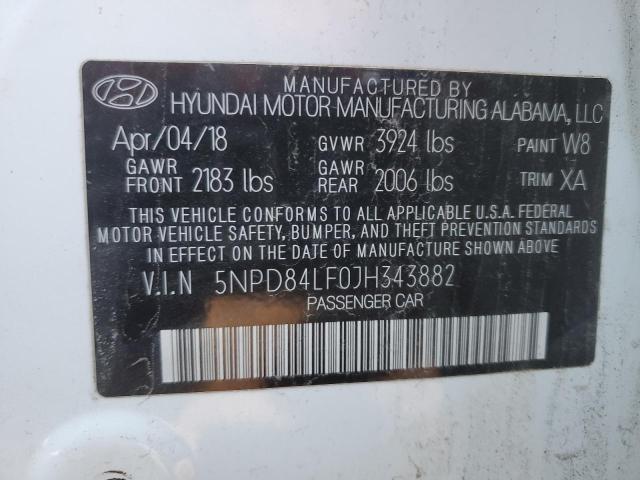 MANUFACTURED BY
HYUNDAI MOTOR MANUFACTURING ALABAMA, LLC
Apr/04/18 GVWR 3924 lbs PAINT W8
GAWR FRONT 2183 lbs GAWR REAR 2006 lbs TRIM XA
THIS VEHICLE CONFORMS TO ALL APPLICABLE U.S.A. FEDERAL
MOTOR VEHICLE SAFETY, BUMPER, AND THEFT PREVENTION STANDARDS
IN EFFECT ON THE DATE OF MANUFACTURE SHOWN ABOVE.
V.I.N 5NPD84LF0JH343882
PASSENGER CAR